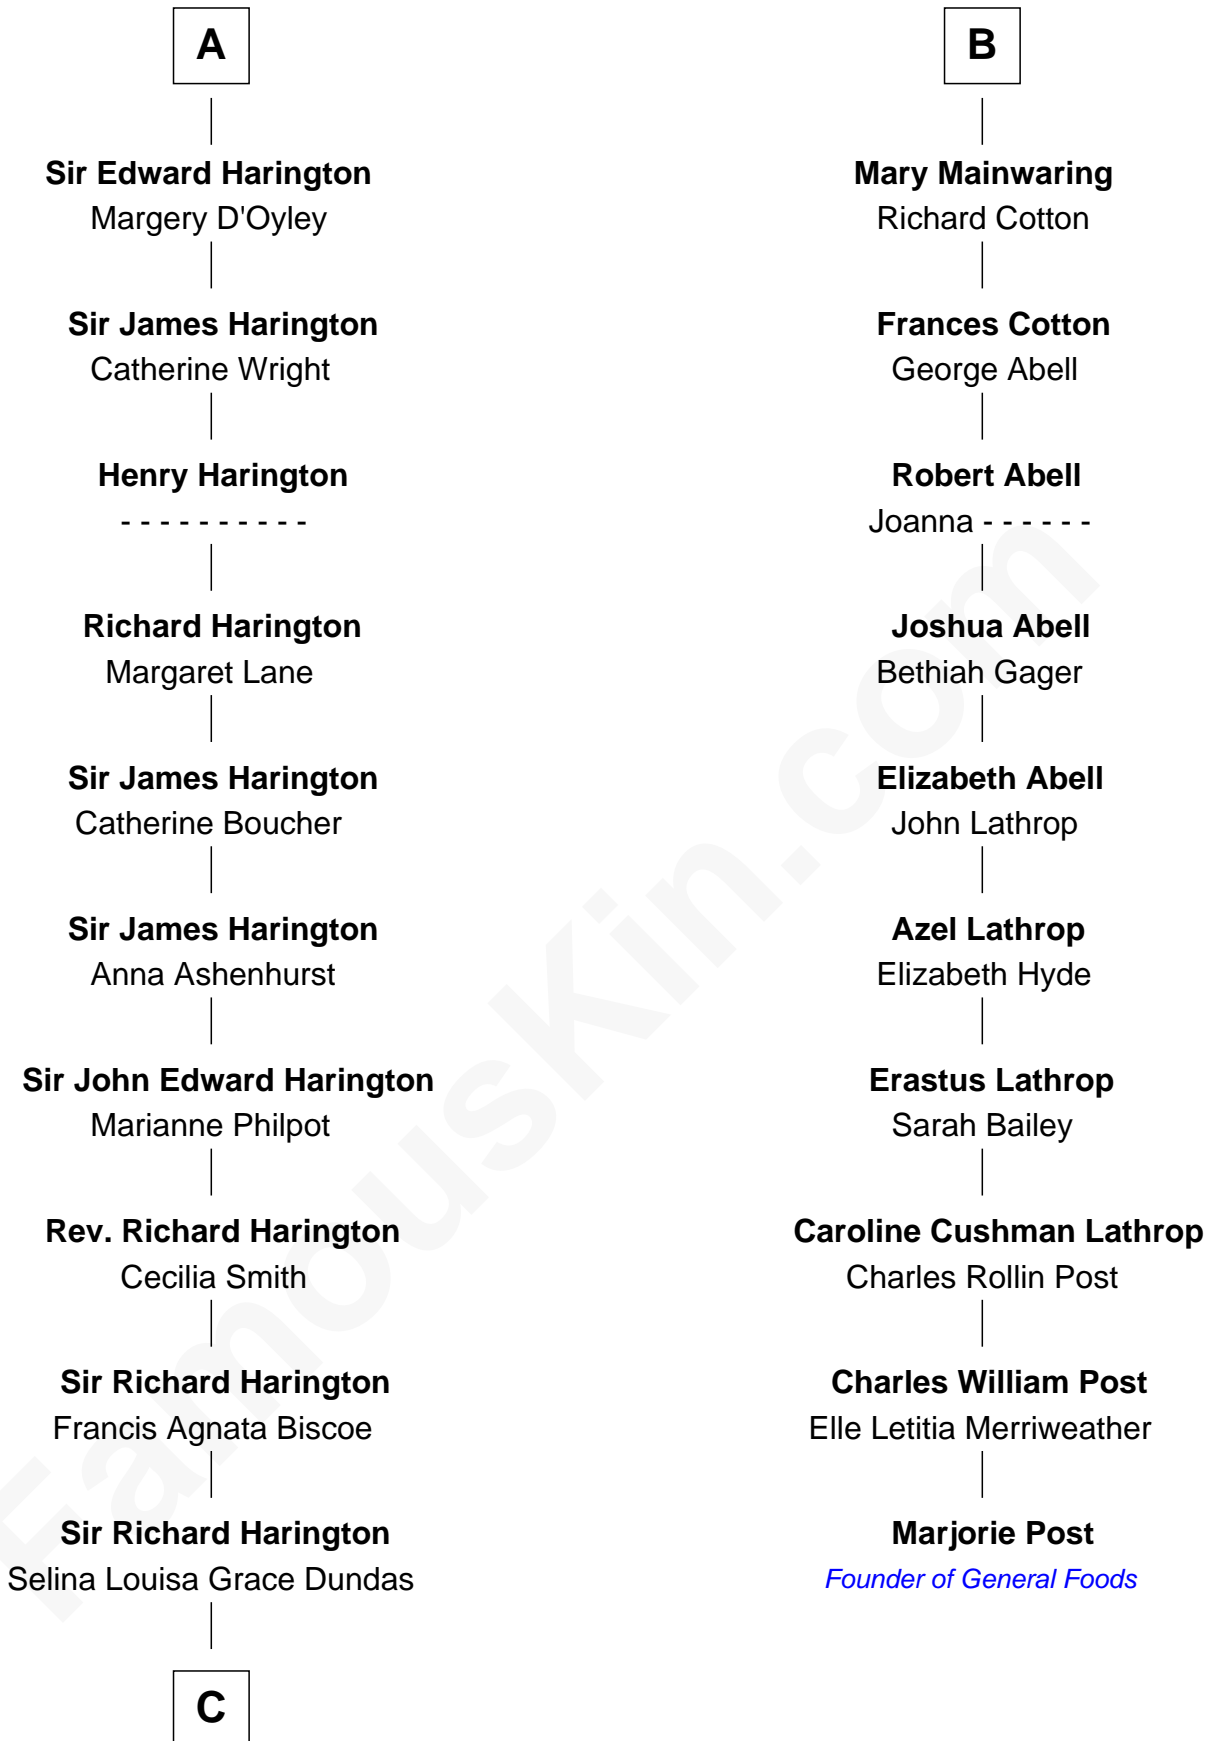 A
Sir Edward Harington
Margery D'Oyley
Sir James Harington
Catherine Wright
Henry Harington
- - - - - - - - - -
Richard Harington
Margaret Lane
Sir James Harington
Catherine Boucher
Sir James Harington
Anna Ashenhurst
Sir John Edward Harington
Marianne Philpot
Rev. Richard Harington
Cecilia Smith
Sir Richard Harington
Francis Agnata Biscoe
Sir Richard Harington
Selina Louisa Grace Dundas
C
B
Mary Mainwaring
Richard Cotton
Frances Cotton
George Abell
Robert Abell
Joanna - - - - - -
Joshua Abell
Bethiah Gager
Elizabeth Abell
John Lathrop
Azel Lathrop
Elizabeth Hyde
Erastus Lathrop
Sarah Bailey
Caroline Cushman Lathrop
Charles Rollin Post
Charles William Post
Elle Letitia Merriweather
Marjorie Post
Founder of General Foods
FamousKin.com